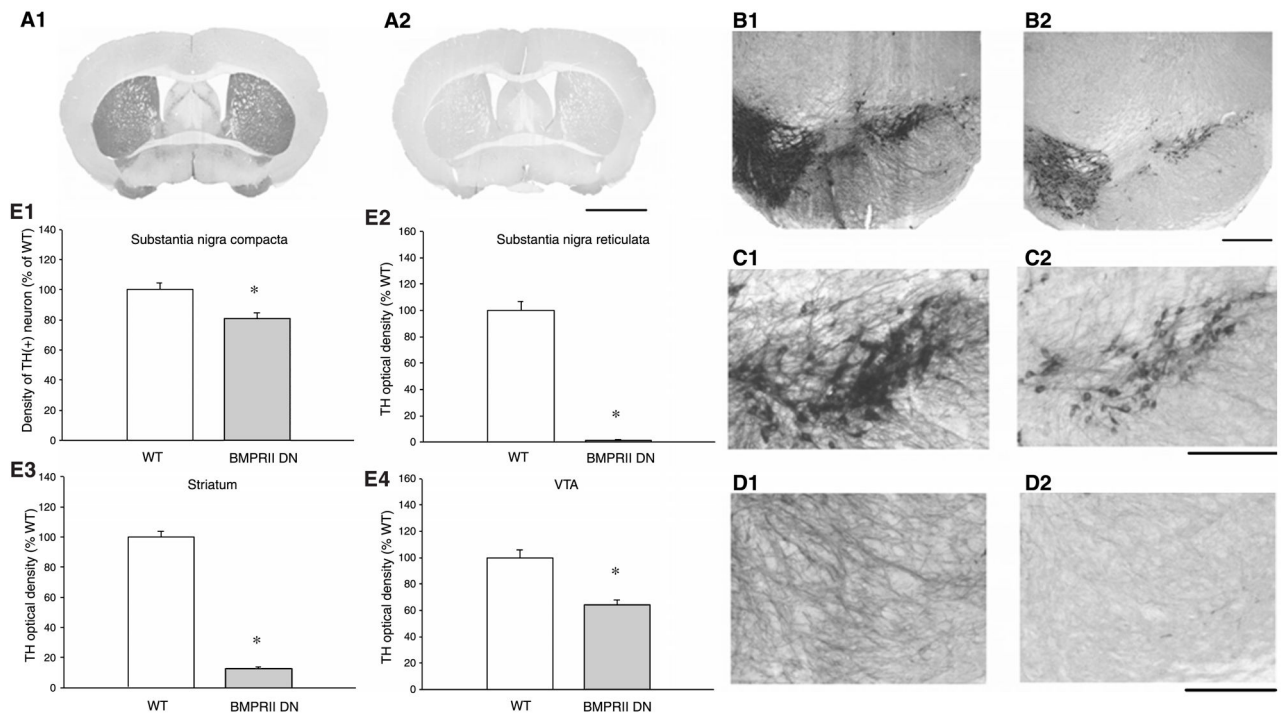 A1
A2
B1
B2
E1
140
120
100
80
60
40
20
0
Density of TH(+) neuron (% of WT)
Substantia nigra compacta
*
WT
BMPRII DN
E2
160
140
120
100
80
60
40
20
0
TH optical density (% WT)
Substantia nigra reticulata
*
WT
BMPRII DN
C1
C2
E3
140
120
100
80
60
40
20
0
TH optical density (% WT)
Striatum
*
WT
BMPRII DN
E4
160
140
120
100
80
60
40
20
0
TH optical density (% WT)
VTA
*
WT
BMPRII DN
D1
D2